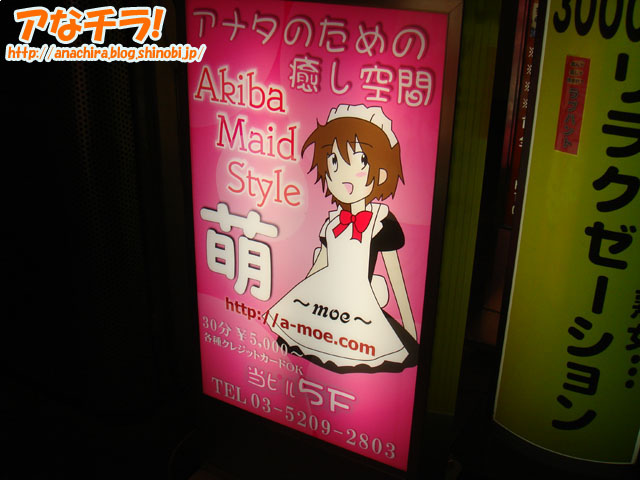 アなチラ!
http://anachira.blog.shinobi.jp/
アナタのための
癒し空間
Akiba
Maid
Style
萌
~moe~
http://a-moe.com
30分¥5,000~
各種クレジットカードOK
当ビル5F
TEL 03-5209-2803
3000
リラクゼーション